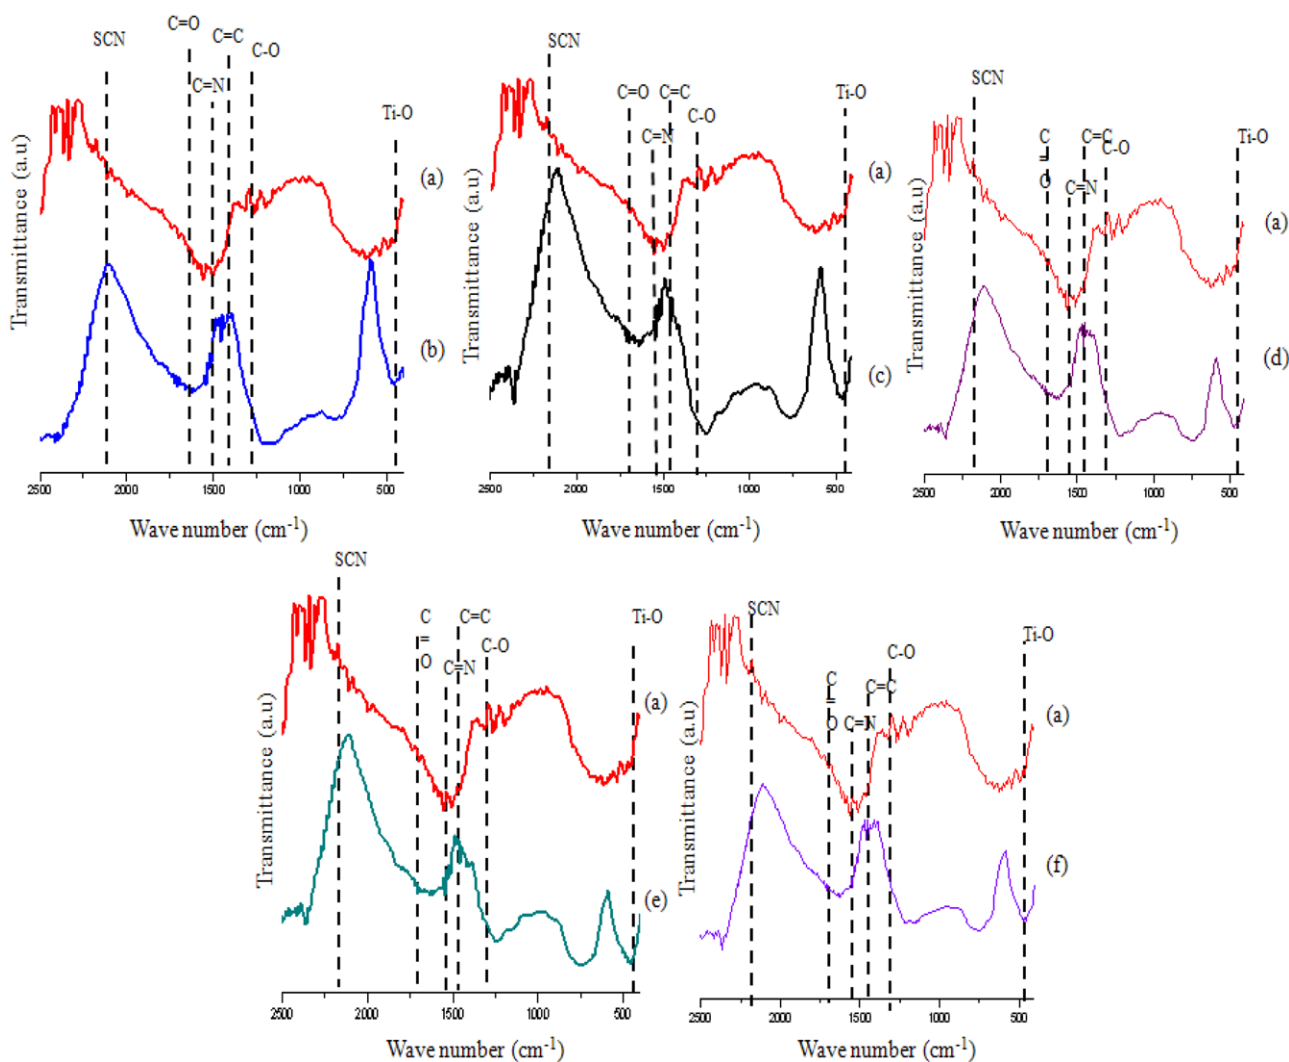 C=O
C=C
SCN
C-O
C=N
Ti-O
Transmittance (a.u)
(a)
(b)
2500 2000 1500 1000 500
Wave number (cm-1)
SCN
C=O
C=C
C-O
C=N
Ti-O
Transmittance (a.u)
(a)
(c)
2500 2000 1500 1000 500
Wave number (cm-1)
SCN
C
=
O
C=C
C-O
C=N
Ti-O
Transmittance (a.u)
(a)
(d)
2500 2000 1500 1000 500
Wave number (cm-1)
SCN
C
=
O
C=C
C-O
C=N
Ti-O
Transmittance (a.u)
(a)
(e)
2500 2000 1500 1000 500
Wave number (cm-1)
SCN
C-O
C
=
O
C=C
C=N
Ti-O
Transmittance (a.u)
(a)
(f)
2500 2000 1500 1000 500
Wave number (cm-1)